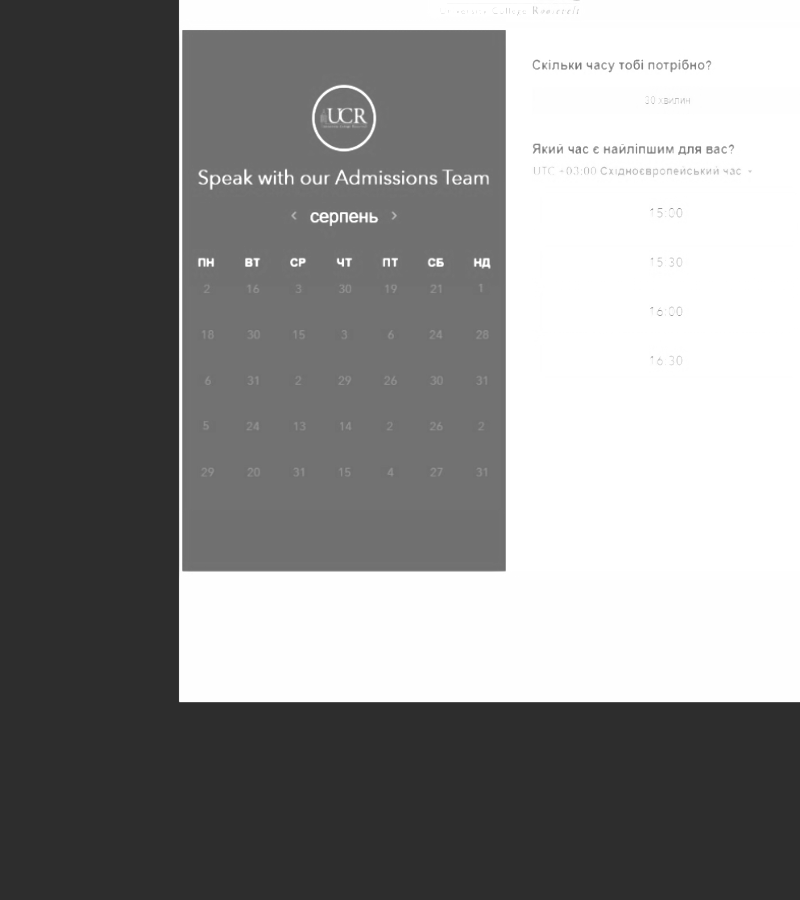 University College Roosevelt
UCR
Speak with our Admissions Team
‹ серпень ›
ПН ВТ СР ЧТ ПТ СБ НД
2 16 3 30 19 21 1
18 30 15 3 6 24 28
6 31 2 29 26 30 31
5 24 13 14 2 26 2
29 20 31 15 4 27 31
Скільки часу тобі потрібно?
30 хвилин
Який час є найліпшим для вас?
UTC +03:00 Східноєвропейський час
15:00
15:30
16:00
16:30